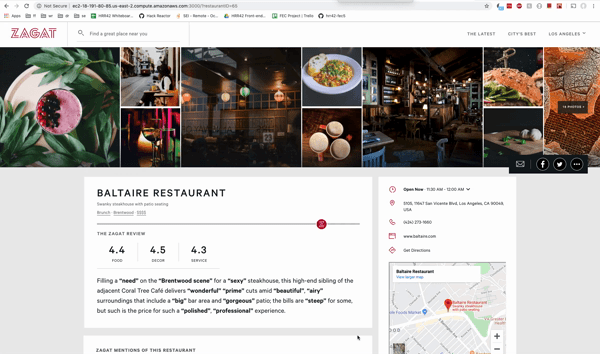 Not Secure ec2-18-191-80-65.us-east-2.compute.amazonaws.com:3000/?restaurantID=65
Apps
HRR42 Whiteboard...
Hack Reactor
SEI - Remote - Go...
HRR42 Front-end...
FEC Project | Trello
ZAGAT
Find a great place near you
THE LATEST
CITY'S BEST
LOS ANGELES
14 PHOTOS
BALTAIRE RESTAURANT
Swanky steakhouse with patio seating
Brunch Brentwood $$$$
THE ZAGAT REVIEW
4.4 4.5 4.3
FOOD DECOR SERVICE
Filling a “need” on the “Brentwood scene” for a “sexy” steakhouse, this high-end sibling of the
adjacent Coral Tree Café delivers “wonderful” “prime” cuts amid “beautiful”, “airy”
surroundings that include a “big” bar area and “gorgeous” patio; the bills are “steep” for some,
but such is the price for such a “polished”, “professional” experience.
ZAGAT MENTIONS OF THIS RESTAURANT
Open Now · 11:30 AM - 12:00 AM
5105, 11647 San Vicente Blvd, Los Angeles, CA 90049,
USA
(424) 273-1660
www.baltaire.com
Get Directions
Baltaire Restaurant
View larger map
Baltaire Restaurant
Swanky steakhouse
with patio seating
Foods Market